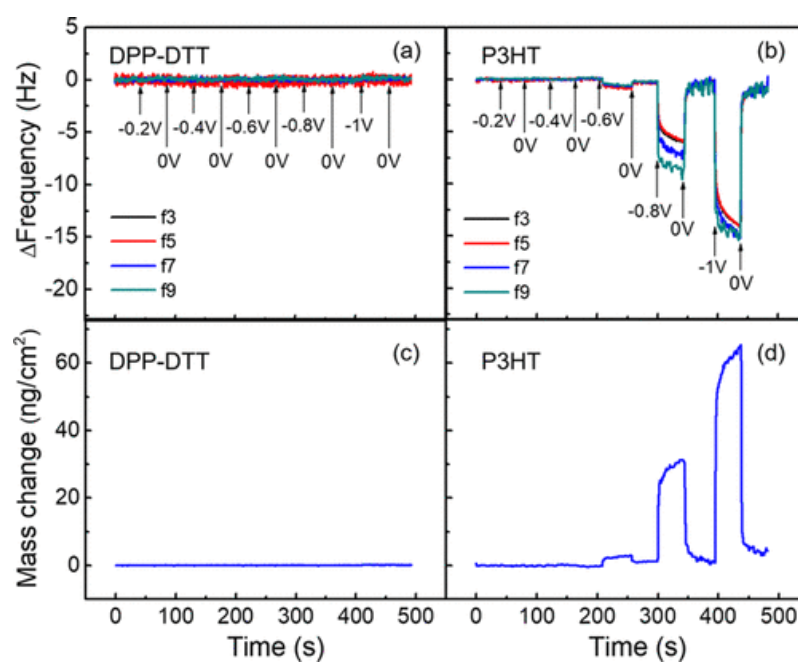 ΔFrequency (Hz)
5
0
-5
-10
-15
-20
DPP-DTT
(a)
-0.2V
-0.4V
-0.6V
-0.8V
-1V
0V
0V
0V
0V
0V
f3
f5
f7
f9
P3HT
(b)
-0.2V
-0.4V
-0.6V
0V
0V
0V
-0.8V
0V
-1V
0V
f3
f5
f7
f9
Mass change (ng/cm²)
60
40
20
0
DPP-DTT
(c)
P3HT
(d)
0 100 200 300 400 500
0 100 200 300 400 500
Time (s)
Time (s)